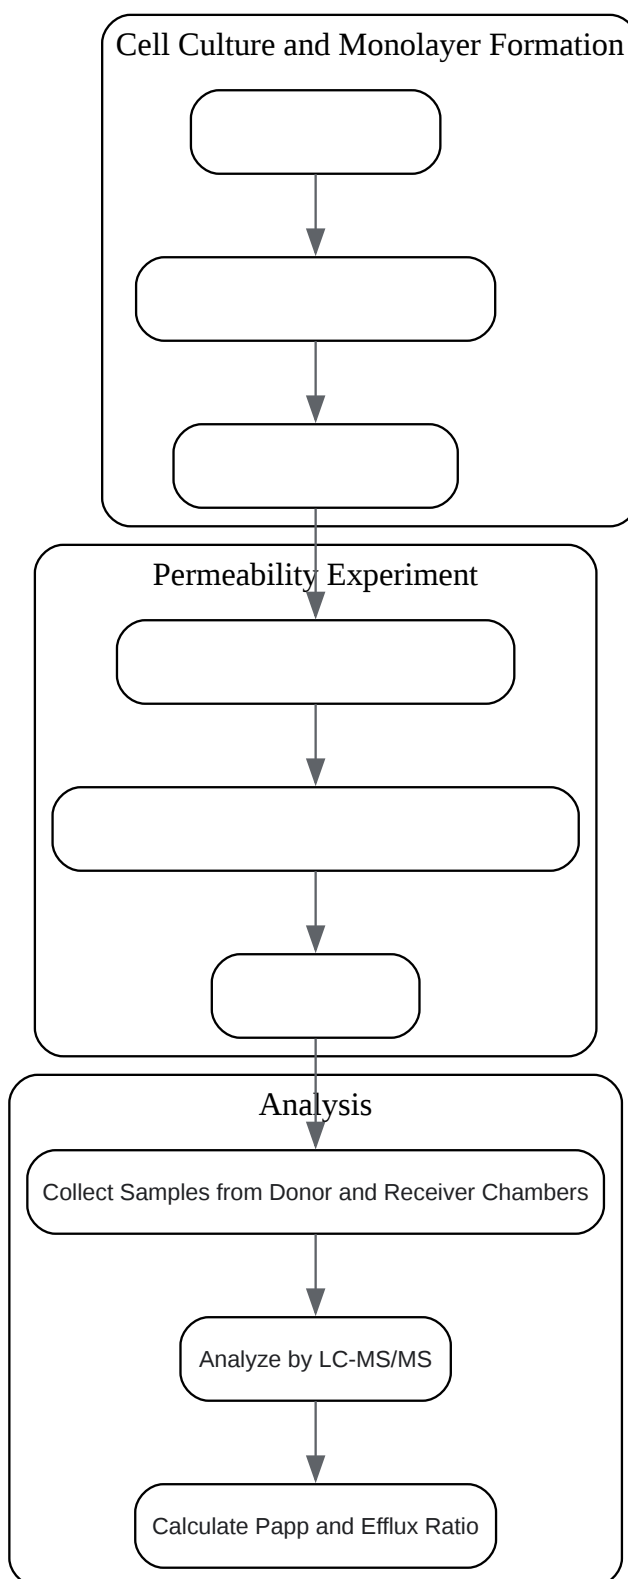 Cell Culture and Monolayer Formation
Permeability Experiment
Analysis
Collect Samples from Donor and Receiver Chambers
Analyze by LC-MS/MS
Calculate Papp and Efflux Ratio